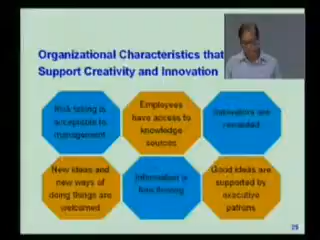 Organizational Characteristics that
Support Creativity and Innovation
Risk taking is
acceptable to
management
Employees
have access to
knowledge
sources
Innovators are
rewarded
New ideas and
new ways of
doing things are
welcomed
Information is
free flowing
Good ideas are
supported by
executive
patrons
25